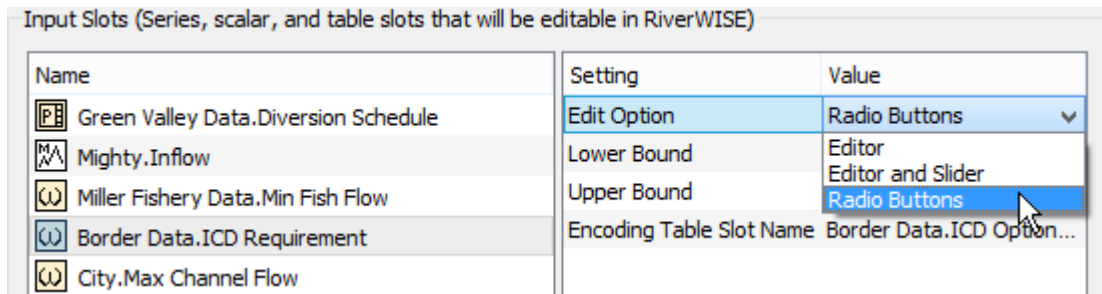 Input Slots (Series, scalar, and table slots that will be editable in RiverWISE)
Name
Green Valley Data.Diversion Schedule
Mighty.Inflow
Miller Fishery Data.Min Fish Flow
Border Data.ICD Requirement
City.Max Channel Flow
Setting Value
Edit Option Radio Buttons
Editor
Lower Bound
Editor and Slider
Upper Bound
Radio Buttons
Encoding Table Slot Name Border Data.ICD Option...